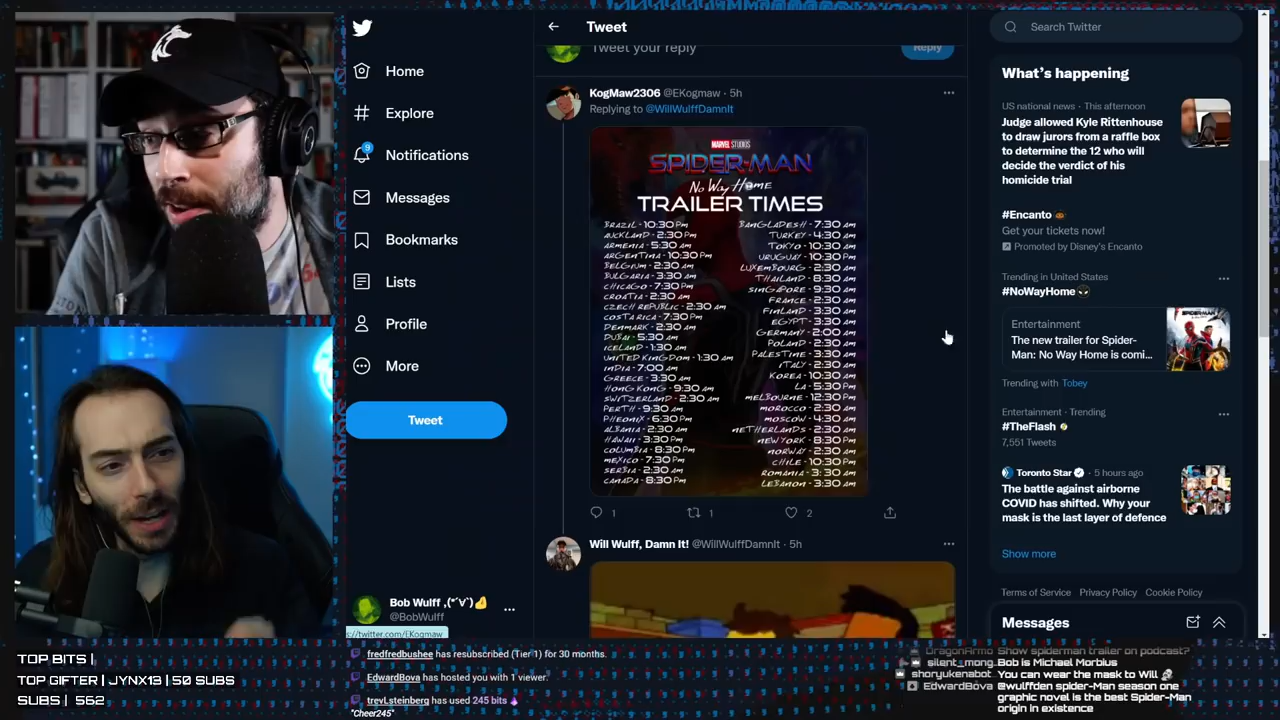 Home
Explore
9
Notifications
Messages
Bookmarks
Lists
Profile
More
Tweet
Bob Wulff
@BobWulff
s://twitter.com/EKogmaw
Tweet
Tweet your reply
Reply
KogMaw2306 @EKogmaw · 5h
Replying to @WillWulffDamnIt
MARVEL STUDIOS
SPIDER-MAN
No Way Home
TRAILER TIMES
BRAZIL - 10:30 PM
AUCKLAND - 2:30 PM
ARMENIA - 5:30 AM
ARGENTINA - 10:30 PM
BELGIUM - 2:30 AM
BULGARIA - 3:30 AM
CHICAGO - 7:30 PM
CROATIA - 2:30 AM
CZECH REPUBLIC - 2:30 AM
COSTA RICA - 7:30 PM
DENMARK - 2:30 AM
DUBAI - 5:30 AM
ICELAND - 1:30 AM
UNITED KINGDOM - 1:30 AM
INDIA - 7:00 AM
GREECE - 3:30 AM
HONG KONG - 9:30 AM
SWITZERLAND - 2:30 AM
PERTH - 9:30 AM
PHEONIX - 6:30 PM
ALBANIA - 2:30 AM
HAWAII - 3:30 PM
COLUMBIA - 8:30 PM
MEXICO - 7:30 PM
SERBIA - 2:30 AM
CANADA - 8:30 PM
BANGLADESH - 7:30 AM
TURKEY - 4:30 AM
TOKYO - 10:30 AM
URUGUAY - 10:30 PM
LUXEMBOURG - 2:30 AM
THAILAND - 8:30 AM
SINGAPORE - 9:30 AM
FRANCE - 2:30 AM
FINLAND - 3:30 AM
EGYPT - 3:30 AM
GERMANY - 2:00 AM
POLAND - 2:30 AM
PALESTINE - 3:30 AM
ITALY - 2:30 AM
KOREA - 10:30 AM
LA - 5:30 PM
MELBOURNE - 12:30 PM
MOROCCO - 2:30 AM
MOSCOW - 4:30 AM
NETHERLANDS - 2:30 AM
NEW YORK - 8:30 PM
NORWAY - 2:30 AM
CHILE - 10:30 PM
ROMANIA - 3:30 AM
LEBANON - 3:30 AM
1 1 2
Will Wulff, Damn It! @WillWulffDamnIt · 5h
Search Twitter
What's happening
US national news · This afternoon
Judge allowed Kyle Rittenhouse
to draw jurors from a raffle box
to determine the 12 who will
decide the verdict of his
homicidal trial
#Encanto
Get your tickets now!
Promoted by Disney's Encanto
Trending in United States
#NoWayHome
Entertainment
The new trailer for Spider-
Man: No Way Home is comi...
Trending with Tobey
Entertainment · Trending
#TheFlash
7,551 Tweets
Toronto Star · 5 hours ago
The battle against airborne
COVID has shifted. Why your
mask is the last layer of defence
Show more
Terms of Service Privacy Policy Cookie Policy
Messages
TOP BITS |
TOP GIFTER | JYNX13 | 50 SUBS
SUBS | 552
fredfredbushee has resubscribed (Tier 1) for 30 months.
EdwardBova has hosted you with 1 viewer.
trevLsteinberg has used 245 bits
"Cheer245"
DragonArmo Show spiderman trailer on podcast?
silent_mong Bob is Michael Morbius
shoryukenabot You can wear the mask to Will
EdwardBova @wulffden spider-Man season one
graphic novel is the best Spider-Man
origin in existence